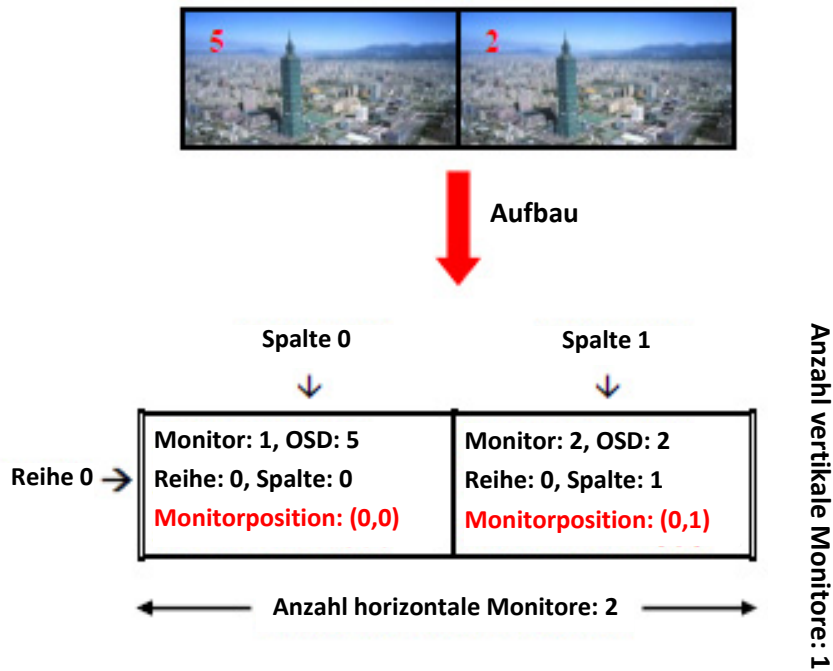 5
2
Aufbau
Spalte 0
Spalte 1
Reihe 0
Monitor: 1, OSD: 5
Reihe: 0, Spalte: 0
Monitorposition: (0,0)
Monitor: 2, OSD: 2
Reihe: 0, Spalte: 1
Monitorposition: (0,1)
Anzahl horizontale Monitore: 2
Anzahl vertikale Monitore: 1